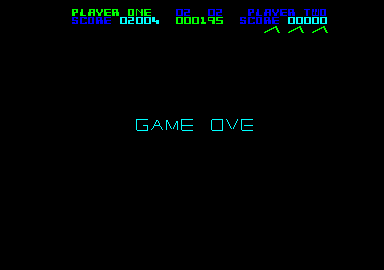 PLAYER ONE 02 02 PLAYER TWO
SCORE 02004 000195 SCORE 00000
GAME OVE